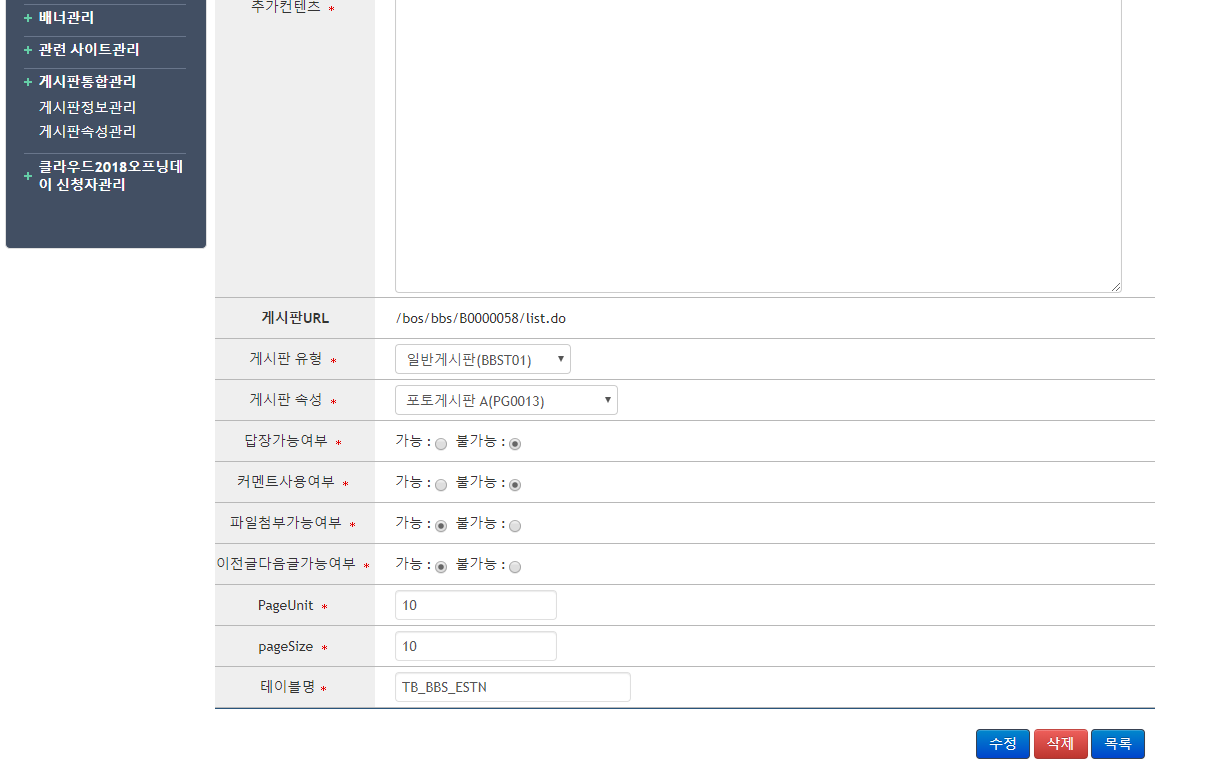 배너관리
관련 사이트관리
게시판통합관리
게시판정보관리
게시판속성관리
클라우드2018오프닝데
이 신청자관리
추가컨텐츠 *
게시판URL /bos/bbs/B0000058/list.do
게시판 유형 * 일반게시판(BBST01)
게시판 속성 * 포토게시판 A(PG0013)
답장가능여부 * 가능 : 불가능 :
커멘트사용여부 * 가능 : 불가능 :
파일첨부가능여부 * 가능 : 불가능 :
이전글다음글가능여부 * 가능 : 불가능 :
PageUnit * 10
pageSize * 10
테이블명 * TB_BBS_ESTN
수정 삭제 목록